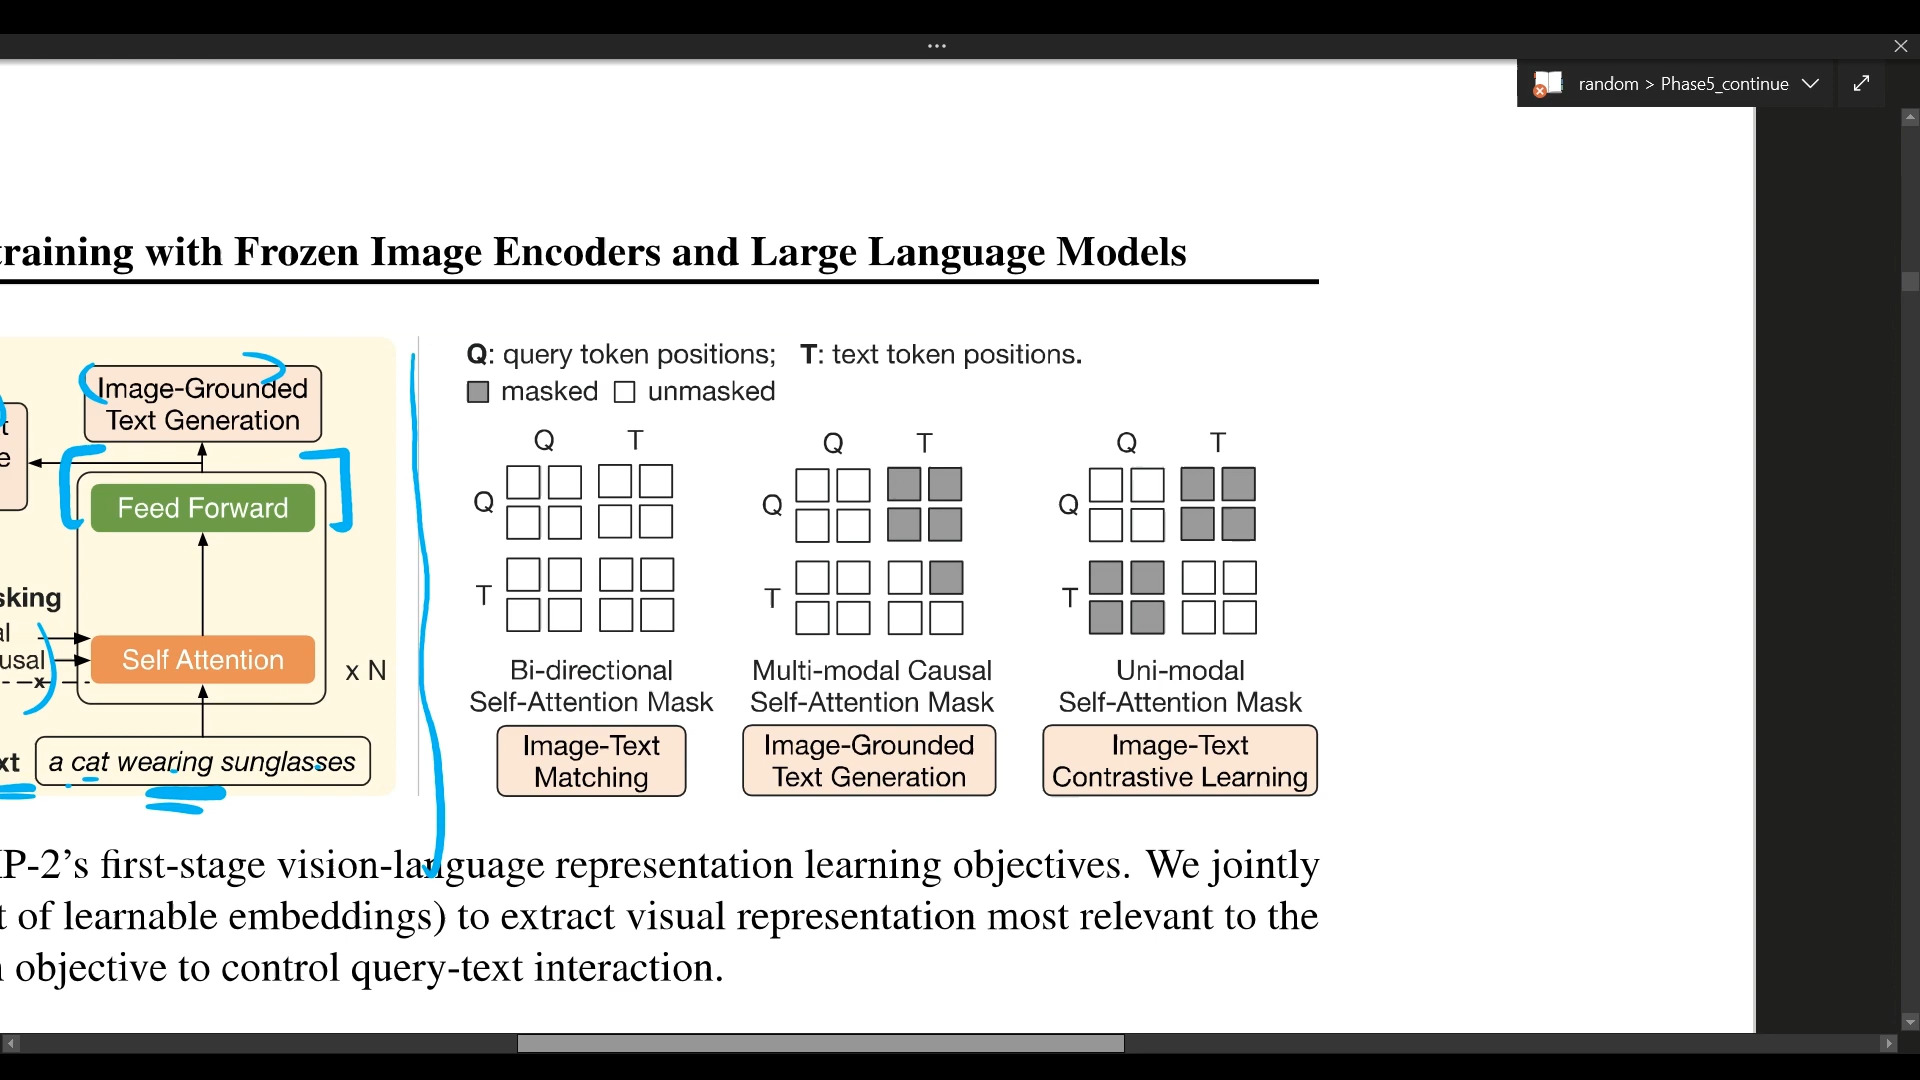 random > Phase5_continue
training with Frozen Image Encoders and Large Language Models
Image-Grounded
Text Generation
Feed Forward
Self Attention
x N
a cat wearing sunglasses
Q: query token positions; T: text token positions.
masked unmasked
Q T
Q
T
Bi-directional
Self-Attention Mask
Image-Text
Matching
Q T
Q
T
Multi-modal Causal
Self-Attention Mask
Image-Grounded
Text Generation
Q T
Q
T
Uni-modal
Self-Attention Mask
Image-Text
Contrastive Learning
IP-2's first-stage vision-language representation learning objectives. We jointly
t of learnable embeddings) to extract visual representation most relevant to the
objective to control query-text interaction.